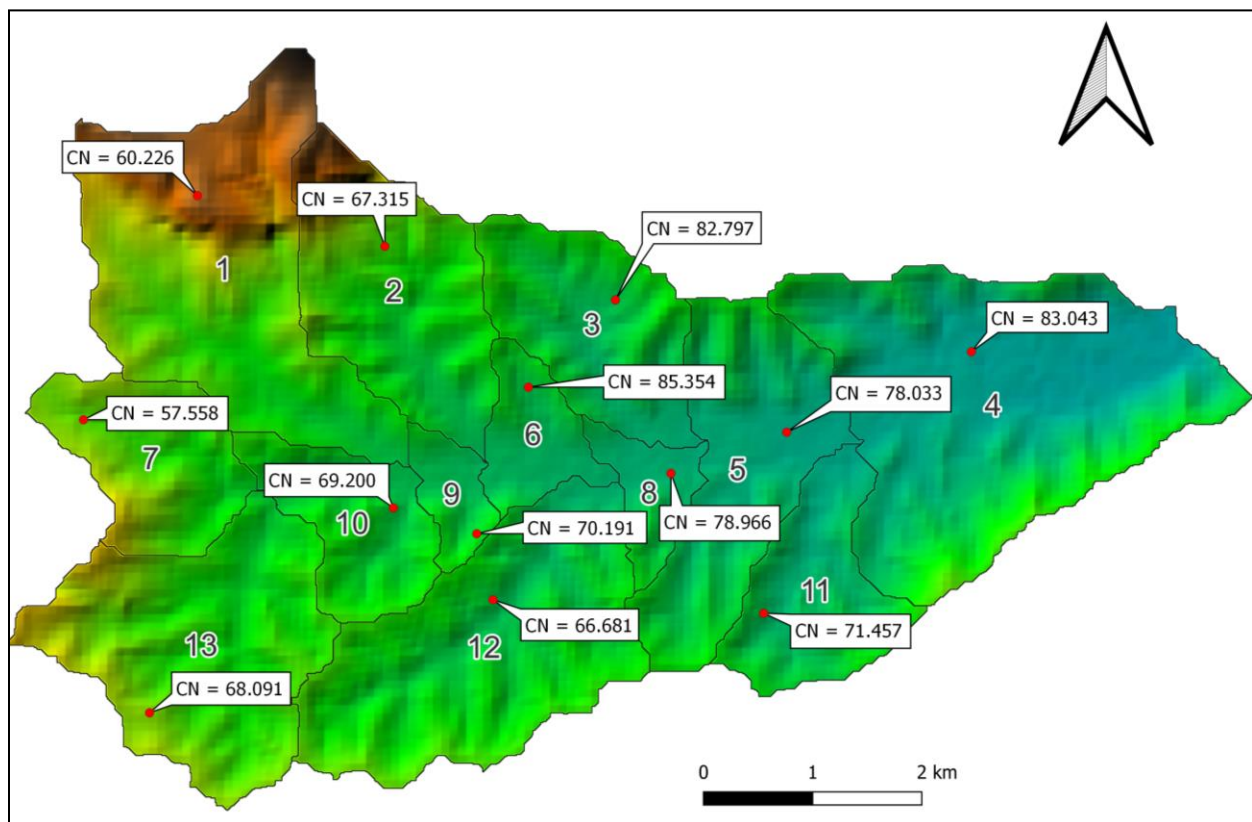 CN = 60.226
CN = 67.315
CN = 82.797
1
2
3
CN = 83.043
CN = 85.354
CN = 78.033
4
CN = 57.558
6
7
CN = 69.200
9
8
5
10
CN = 70.191
CN = 78.966
11
CN = 66.681
CN = 71.457
13
12
CN = 68.091
0 1 2 km